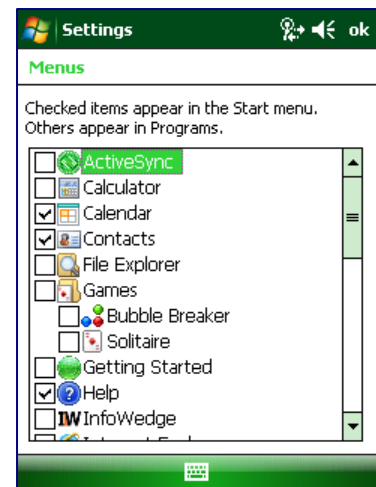 Settings
ok
Menus
Checked items appear in the Start menu.
Others appear in Programs.
ActiveSync
Calculator
Calendar
Contacts
File Explorer
Games
Bubble Breaker
Solitaire
Getting Started
Help
IW InfoWedge